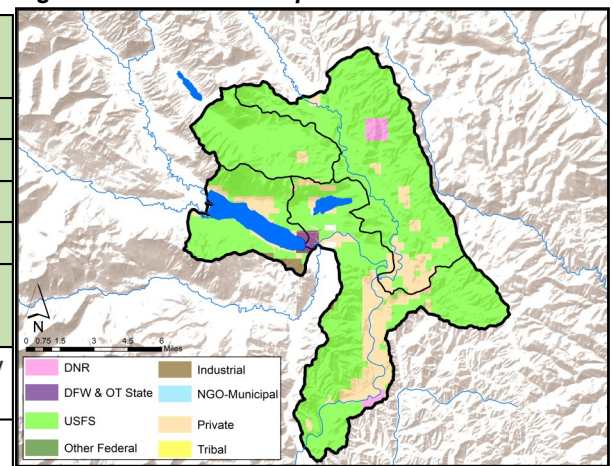 N
0 0.75 1.5 3 4.5 6
Miles
DNR
DFW & OT State
USFS
Other Federal
Industrial
NGO-Municipal
Private
Tribal